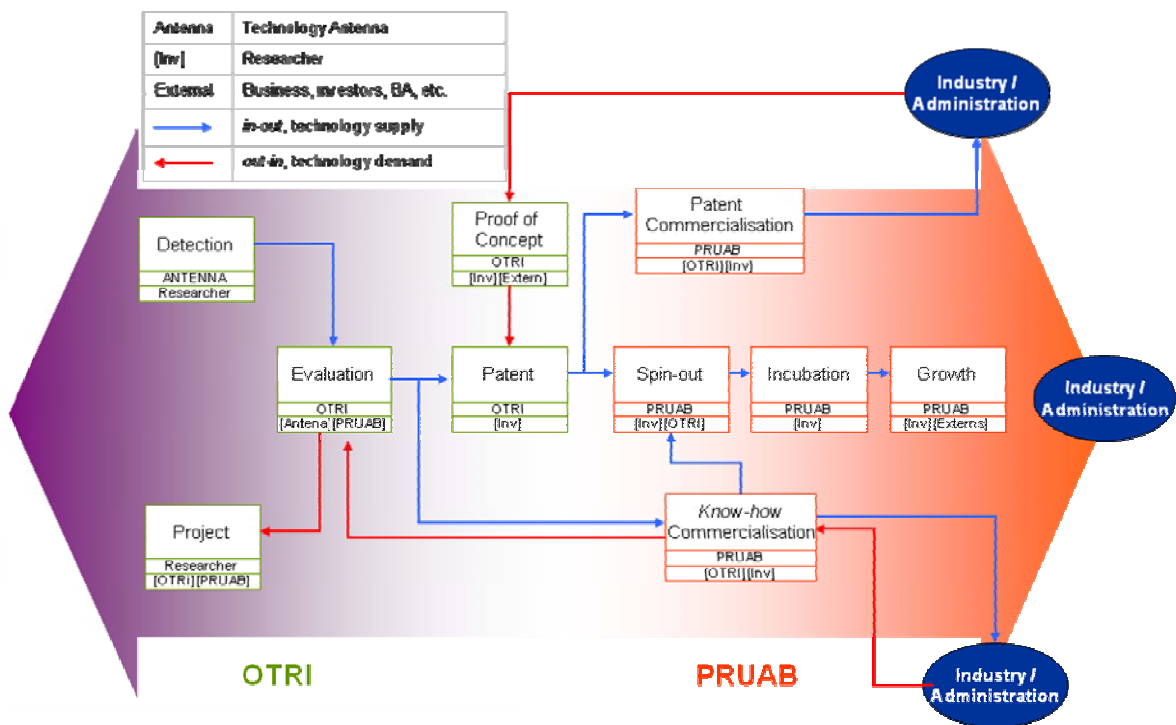 Antenna Technology Antenna
[Inv] Researcher
External Business, investors, BA, etc.
in-out, technology supply
out-in, technology demand
Industry /
Administration
Detection
ANTENNA
Researcher
Proof of
Concept
OTRI
[Inv][Extern]
Patent
Commercialisation
PRUAB
[OTRI][Inv]
Evaluation
OTRI
[Antena][PRUAB]
Patent
OTRI
[Inv]
Spin-out
PRUAB
[Inv][OTRI]
Incubation
PRUAB
[Inv]
Growth
PRUAB
[Inv][Externs]
Industry /
Administration
Project
Researcher
[OTRI][PRUAB]
Know-how
Commercialisation
PRUAB
[OTRI][Inv]
OTRI
PRUAB
Industry /
Administration